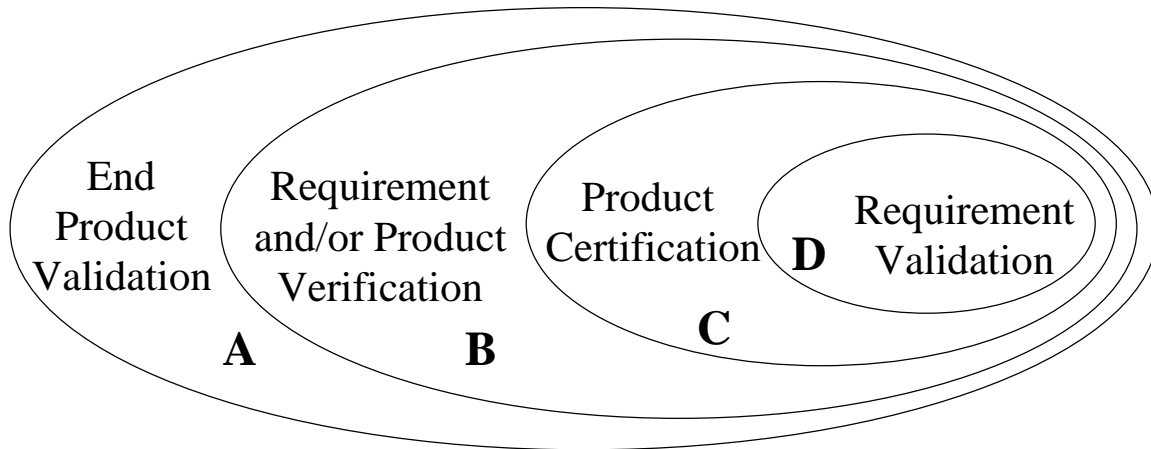 End
Product
Validation
A
Requirement
and/or Product
Verification
B
Product
Certification
C
D
Requirement
Validation